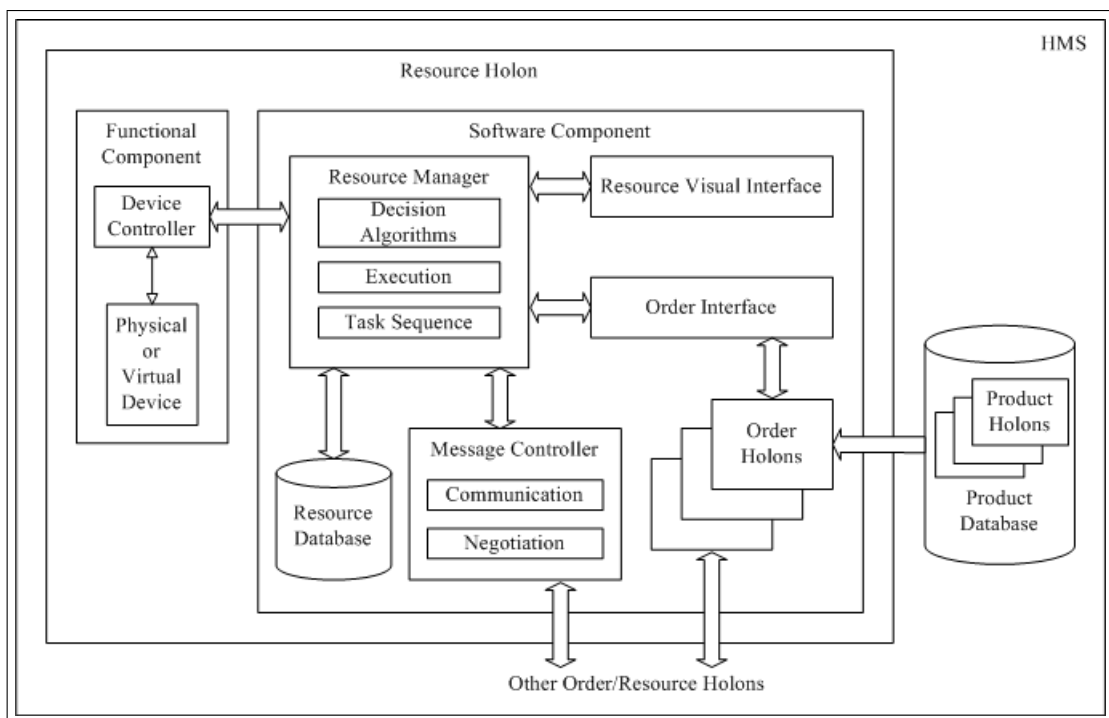 HMS
Resource Holon
Functional
Component
Device
Controller
Physical
or
Virtual
Device
Software Component
Resource Manager
Decision
Algorithms
Execution
Task Sequence
Resource Visual Interface
Order Interface
Resource
Database
Message Controller
Communication
Negotiation
Order
Holons
Product
Holons
Product
Database
Other Order/Resource Holons